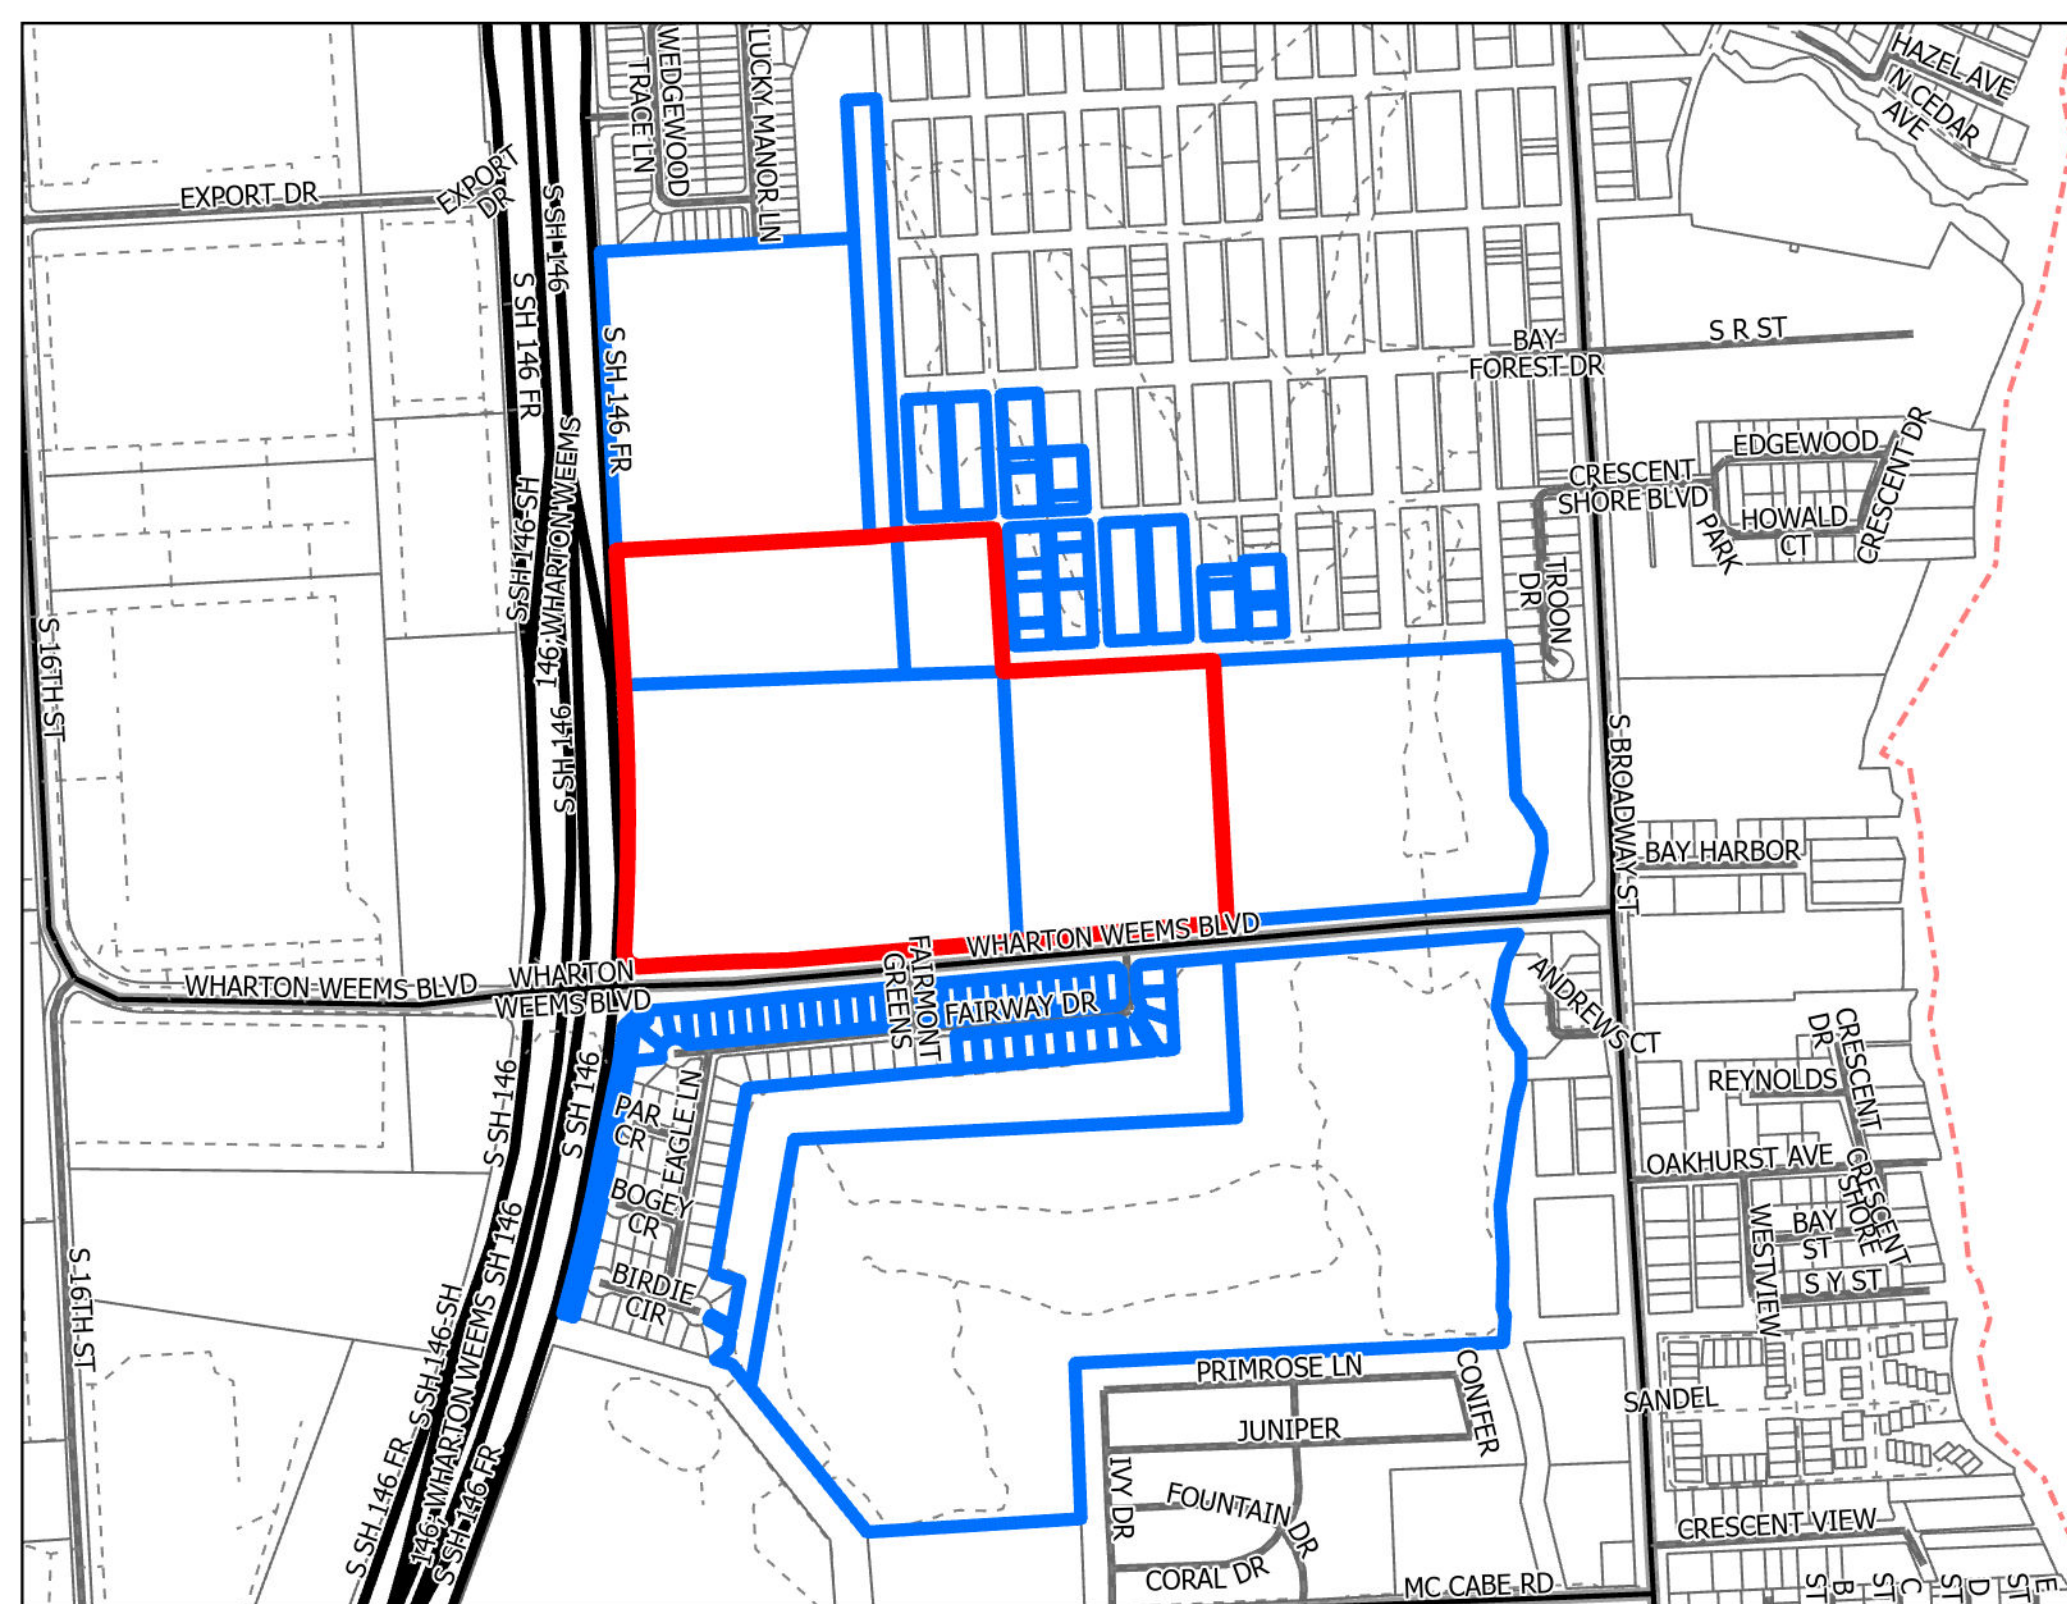 HAZEL AVE
N CEDAR
AVE
WEDGEWOOD
TRACE LN
LUCKY MANOR LN
EXPORT DR
EXPORT
DR
S SH 146
S SH 146 FR
S SH 146 FR
S R ST
BAY
FOREST DR
146;WHARTON WEEMS
S SH 146-SH
EDGEWOOD
CRESCENT DR
CRESCENT
SHORE BLVD
HOWALD
CT
PARK
TROON
DR
S 16TH ST
S SH 146
S BROADWAY ST
BAY HARBOR
WHARTON WEEMS BLVD
FAIRMONT
GREENS
WHARTON WEEMS BLVD
WHARTON
WEEMS BLVD
FAIRWAY DR
ANDREWS CT
CRESCENT
DR
S SH 146
S SH 146
EAGLE LN
PAR
CR
REYNOLDS
OAKHURST AVE
BOGEY
CR
CRESCENT
SHORE
WESTVIEW
BAY
ST
S Y ST
BIRDIE
CIR
S 16TH ST
S SH 146-SH
146; WHARTON WEEMS SH 146
PRIMROSE LN
CONIFER
SANDEL
JUNIPER
S SH 146 FR
S SH 146 FR
IVY DR
FOUNTAIN DR
CRESCENT VIEW
CORAL DR
MC CABE RD
B
ST
C
ST
D
ST
E
ST